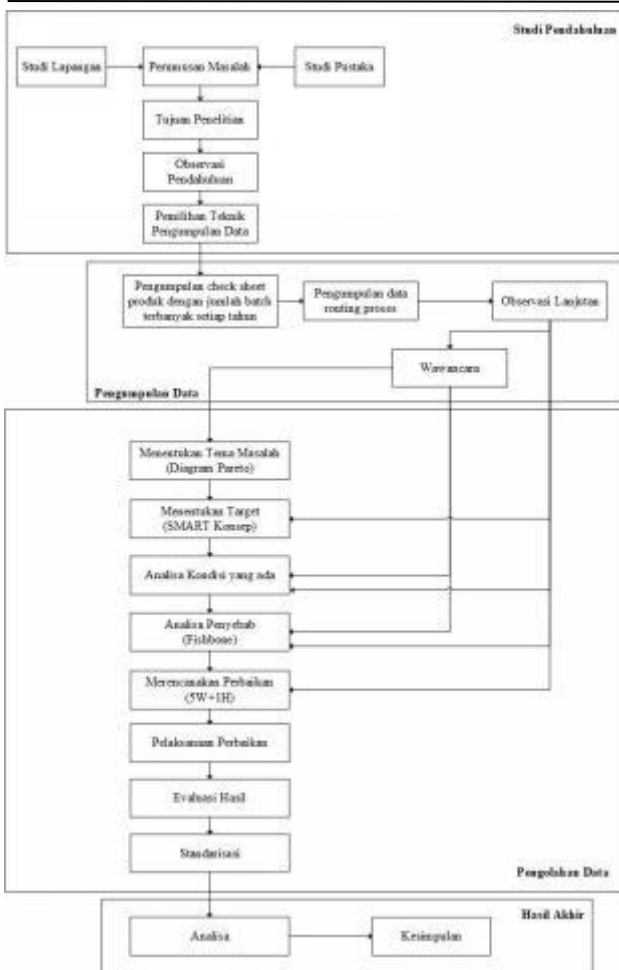 Studi Pendahuluan
Studi Lapangan
Perumusan Masalah
Studi Pustaka
Tujuan Penelitian
Observasi
Pendahuluan
Pemilihan Teknik
Pengumpulan Data
Pengumpulan check sheet
produk dengan jumlah batch
terbanyak setiap tahun
Pengumpulan data
routing proses
Observasi Lanjutan
Wawancara
Pengumpulan Data
Menentukan Tema Masalah
(Diagram Pareto)
Menentukan Target
(SMART Konsep)
Analisa Kondisi yang ada
Analisa Penyebab
(Fishbone)
Merencanakan Perbaikan
(5W+1H)
Pelaksanaan Perbaikan
Evaluasi Hasil
Standarisasi
Pengolahan Data
Hasil Akhir
Analisa
Kesimpulan